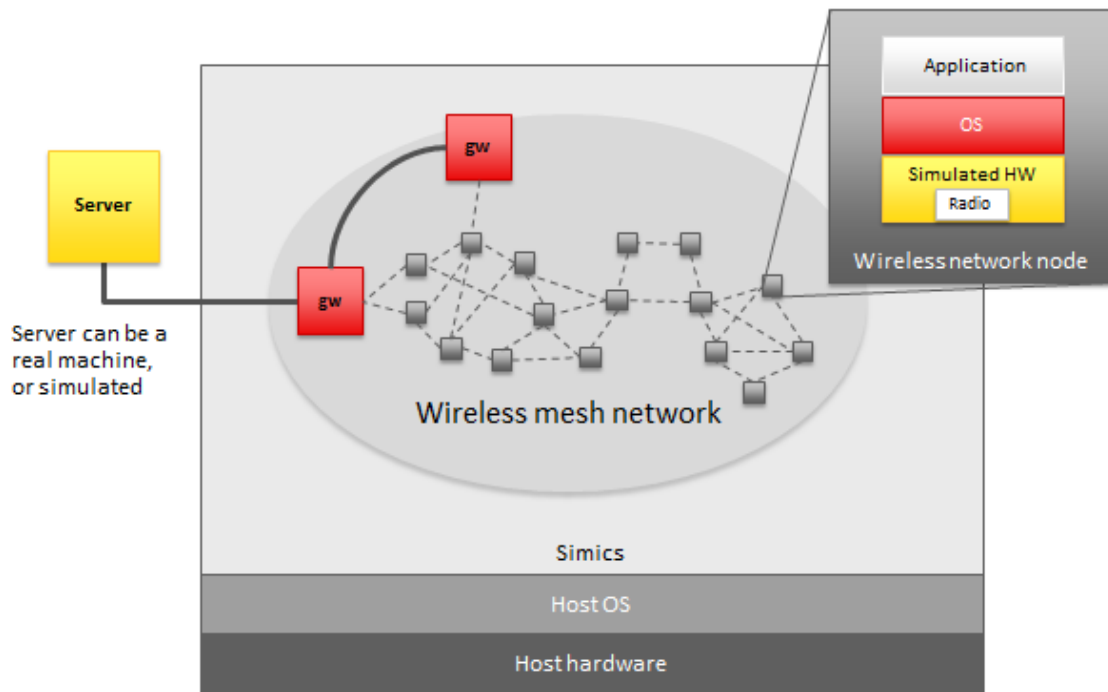 Application
OS
Simulated HW
Radio
Wireless network node
gw
Server
gw
Server can be a
real machine,
or simulated
Wireless mesh network
Simics
Host OS
Host hardware